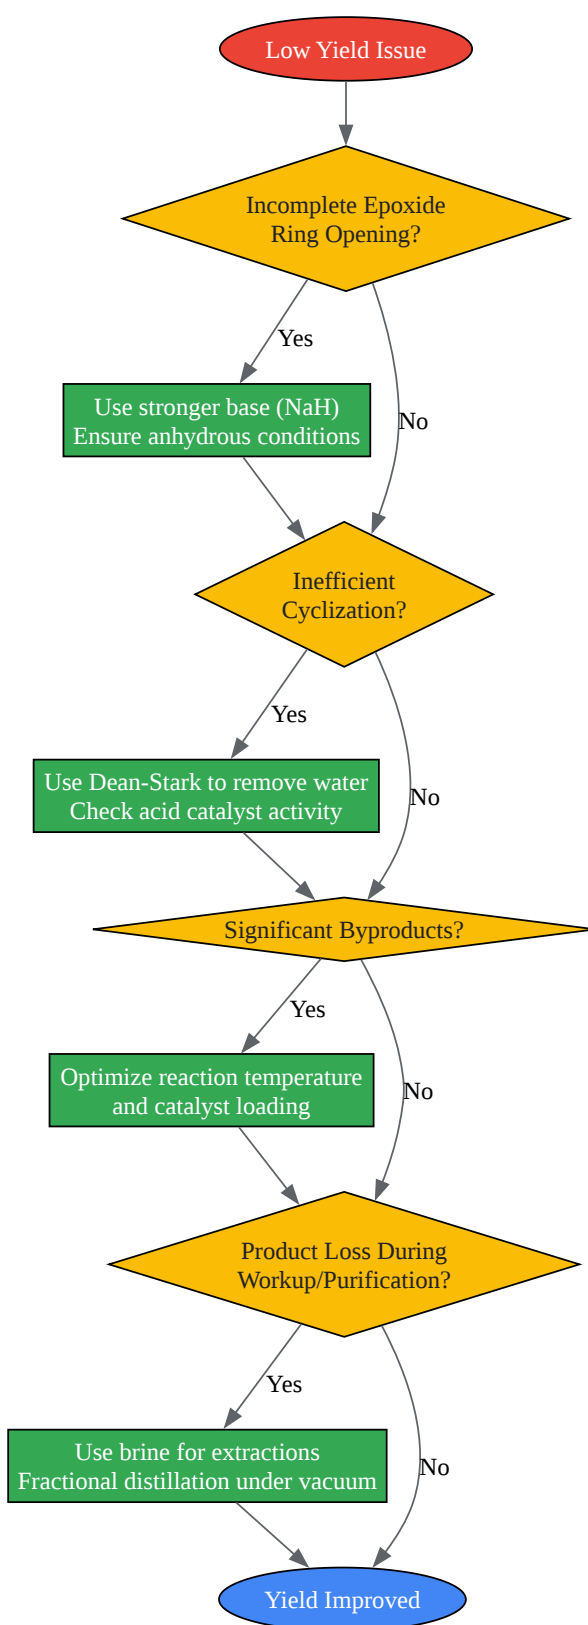 Low Yield Issue
Incomplete Epoxide
Ring Opening?
Yes
Use stronger base (NaH)
Ensure anhydrous conditions
No
Inefficient
Cyclization?
Yes
Use Dean-Stark to remove water
Check acid catalyst activity
No
Significant Byproducts?
Yes
Optimize reaction temperature
and catalyst loading
No
Product Loss During
Workup/Purification?
Yes
Use brine for extractions
Fractional distillation under vacuum
No
Yield Improved